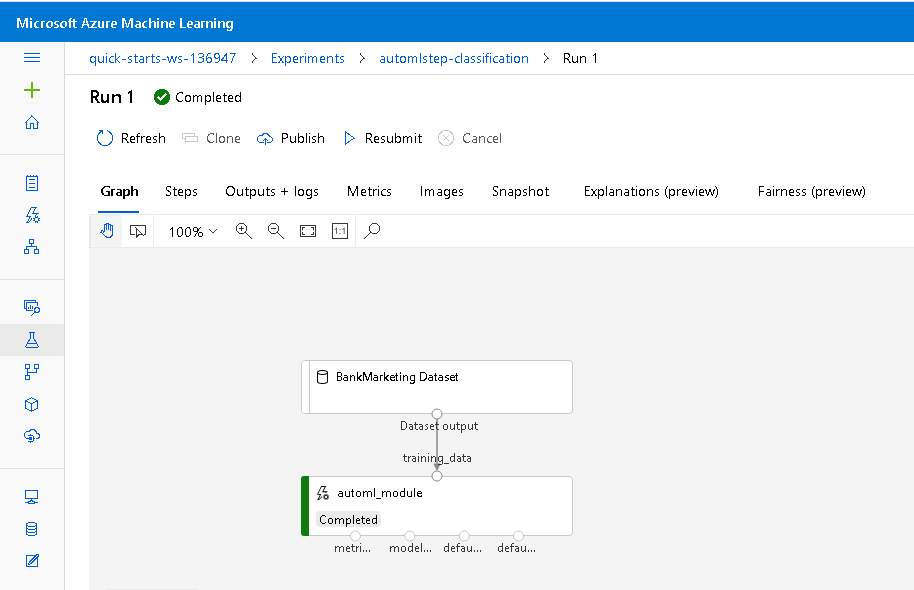 Microsoft Azure Machine Learning
quick-starts-ws-136947 > Experiments > automlstep-classification > Run 1
Run 1 Completed
Refresh Clone Publish Resubmit Cancel
Graph Steps Outputs + logs Metrics Images Snapshot Explanations (preview) Fairness (preview)
100% 1:1
BankMarketing Dataset
Dataset output
training_data
automl_module
Completed
metri... model... defau... defau...